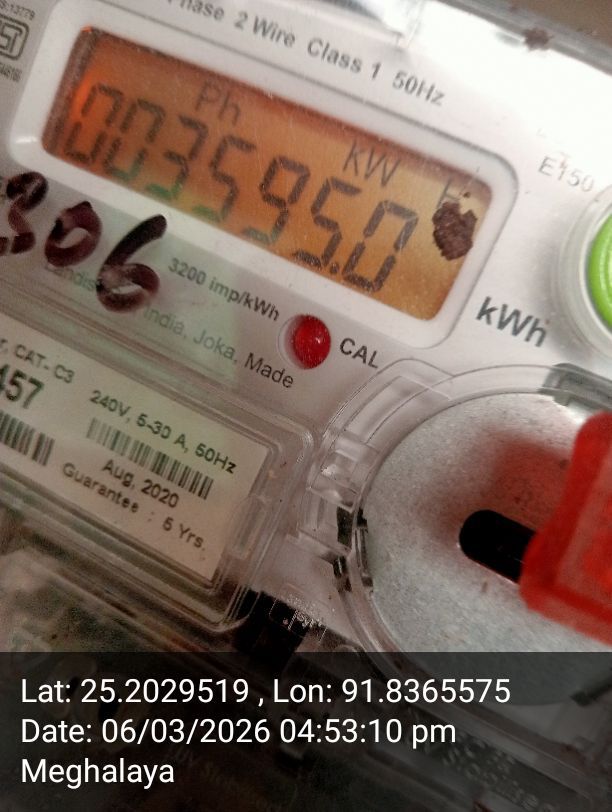 2 Wire Class 1 50Hz
Ph
kW
003595.0
E150
kWh
306
3200 imp/kWh
CAL
India, Joka, Made
CAT- C3
457
240V, 5-30 A, 50Hz
Aug. 2020
Guarantee : 5 Yrs.
Lat: 25.2029519 , Lon: 91.8365575
Date: 06/03/2026 04:53:10 pm
Meghalaya